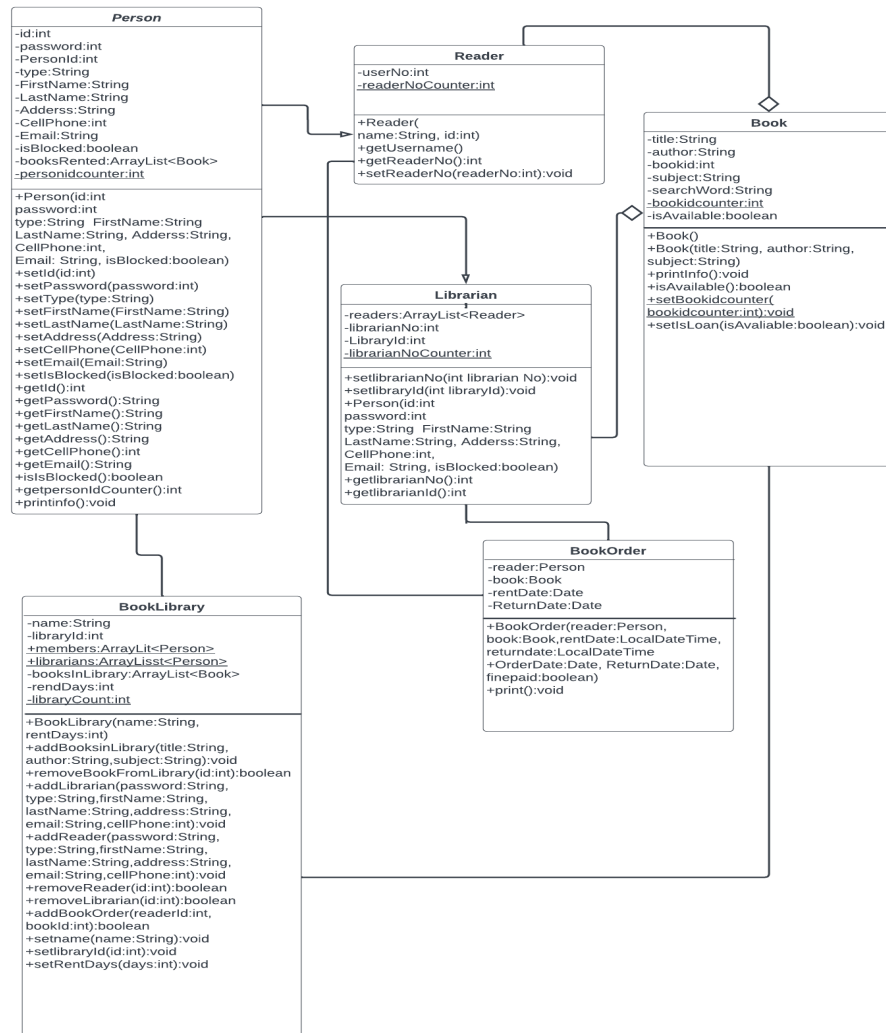 Person
-id:int
-password:int
-PersonId:int
-type:String
-FirstName:String
-LastName:String
-Adderss:String
-CellPhone:int
-Email:String
-isBlocked:boolean
-booksRented:ArrayList<Book>
-personidcounter:int
+Person(id:int
password:int
type:String  FirstName:String
LastName:String, Adderss:String,
CellPhone:int,
Email: String, isBlocked:boolean)
+setId(id:int)
+setPassword(password:int)
+setType(type:String)
+setFirstName(FirstName:String)
+setLastName(LastName:String)
+setAddress(Address:String)
+setCellPhone(CellPhone:int)
+setEmail(Email:String)
+setIsBlocked(isBlocked:boolean)
+getId():int
+getPassword():String
+getFirstName():String
+getLastName():String
+getAddress():String
+getCellPhone():int
+getEmail():String
+isIsBlocked():boolean
+getpersonIdCounter():int
+printinfo():void
Reader
-userNo:int
-readerNoCounter:int
+Reader(
name:String, id:int)
+getUsername()
+getReaderNo():int
+setReaderNo(readerNo:int):void
Book
-title:String
-author:String
-bookid:int
-subject:String
-searchWord:String
-bookidcounter:int
-isAvailable:boolean
+Book()
+Book(title:String, author:String,
subject:String)
+printInfo():void
+isAvailable():boolean
+setBookidcounter(
bookidcounter:int):void
+setIsLoan(isAvaliable:boolean):void
Librarian
-readers:ArrayList<Reader>
-librarianNo:int
-LibraryId:int
-librarianNoCounter:int
+setlibrarianNo(int librarian No):void
+setlibraryId(int libraryId):void
+Person(id:int
password:int
type:String  FirstName:String
LastName:String, Adderss:String,
CellPhone:int,
Email: String, isBlocked:boolean)
+getlibrarianNo():int
+getlibrarianId():int
BookOrder
-reader:Person
-book:Book
-rentDate:Date
-ReturnDate:Date
+BookOrder(reader:Person,
book:Book,rentDate:LocalDateTime,
returndate:LocalDateTime
+OrderDate:Date, ReturnDate:Date,
finepaid:boolean)
+print():void
BookLibrary
-name:String
-libraryId:int
+members:ArrayLit<Person>
+librarians:ArrayLisst<Person>
-booksInLibrary:ArrayList<Book>
-rendDays:int
-libraryCount:int
+BookLibrary(name:String,
rentDays:int)
+addBooksinLibrary(title:String,
author:String,subject:String):void
+removeBookFromLibrary(id:int):boolean
+addLibrarian(password:String,
type:String,firstName:String,
lastName:String,address:String,
email:String,cellPhone:int):void
+addReader(password:String,
type:String,firstName:String,
lastName:String,address:String,
email:String,cellPhone:int):void
+removeReader(id:int):boolean
+removeLibrarian(id:int):boolean
+addBookOrder(readerId:int,
bookId:int):boolean
+setname(name:String):void
+setlibraryId(id:int):void
+setRentDays(days:int):void